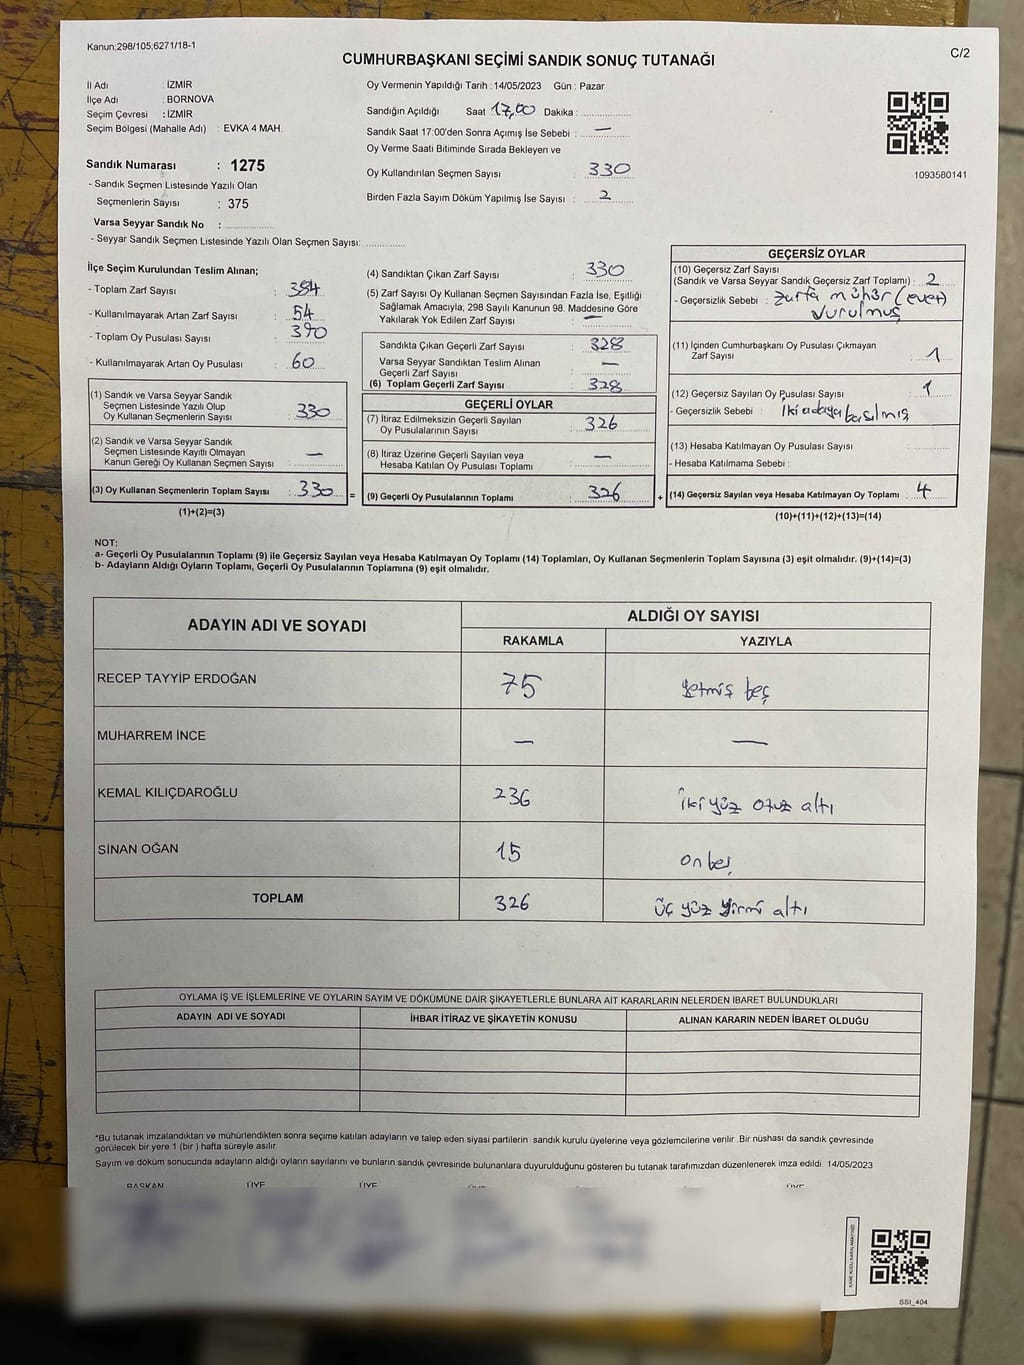 Kanun;298/105;6271/18-1
C/2
CUMHURBAŞKANI SEÇİMİ SANDIK SONUÇ TUTANAĞI
İl Adı : İZMİR
İlçe Adı : BORNOVA
Seçim Çevresi : İZMİR
Seçim Bölgesi (Mahalle Adı) : EVKA 4 MAH.
Sandık Numarası : 1275
- Sandık Seçmen Listesinde Yazılı Olan
Seçmenlerin Sayısı : 375
Varsa Seyyar Sandık No :
- Seyyar Sandık Seçmen Listesinde Yazılı Olan Seçmen Sayısı:
Oy Vermenin Yapıldığı Tarih :14/05/2023 Gün : Pazar
Sandığın Açıldığı Saat 17,00 Dakika :
Sandık Saat 17:00'den Sonra Açımış İse Sebebi : —
Oy Verme Saati Bitiminde Sırada Bekleyen ve
Oy Kullandırılan Seçmen Sayısı : 330
Birden Fazla Sayım Döküm Yapılmış İse Sayısı : 2
1093580141
İlçe Seçim Kurulundan Teslim Alınan;
- Toplam Zarf Sayısı : 384
- Kullanılmayarak Artan Zarf Sayısı : 54
- Toplam Oy Pusulası Sayısı : 390
- Kullanılmayarak Artan Oy Pusulası : 60
(1) Sandık ve Varsa Seyyar Sandık
Seçmen Listesinde Yazılı Olup
Oy Kullanan Seçmenlerin Sayısı : 330
(2) Sandık ve Varsa Seyyar Sandık
Seçmen Listesinde Kayıtlı Olmayan
Kanun Gereği Oy Kullanan Seçmen Sayısı : —
(3) Oy Kullanan Seçmenlerin Toplam Sayısı : 330 =
(1)+(2)=(3)
(4) Sandıktan Çıkan Zarf Sayısı : 330
(5) Zarf Sayısı Oy Kullanan Seçmen Sayısından Fazla İse, Eşitliği
Sağlamak Amacıyla, 298 Sayılı Kanunun 98. Maddesine Göre
Yakılarak Yok Edilen Zarf Sayısı : —
Sandıkta Çıkan Geçerli Zarf Sayısı : 328
Varsa Seyyar Sandıktan Teslim Alınan
Geçerli Zarf Sayısı : —
(6) Toplam Geçerli Zarf Sayısı : 328
GEÇERLİ OYLAR
(7) İtiraz Edilmeksizin Geçerli Sayılan
Oy Pusulalarının Sayısı : 326
(8) İtiraz Üzerine Geçerli Sayılan veya
Hesaba Katılan Oy Pusulası Toplamı : —
(9) Geçerli Oy Pusulalarının Toplamı : 326 +
GEÇERSİZ OYLAR
(10) Geçersiz Zarf Sayısı
(Sandık ve Varsa Seyyar Sandık Geçersiz Zarf Toplamı) : 2
- Geçersizlik Sebebi : Zarfa mühür (evet)
vurulmuş
(11) İçinden Cumhurbaşkanı Oy Pusulası Çıkmayan
Zarf Sayısı : 1
(12) Geçersiz Sayılan Oy Pusulası Sayısı : 1
- Geçersizlik Sebebi : İki adaya basılmış
(13) Hesaba Katılmayan Oy Pusulası Sayısı :
- Hesaba Katılmama Sebebi :
(14) Geçersiz Sayılan veya Hesaba Katılmayan Oy Toplamı : 4
(10)+(11)+(12)+(13)=(14)
NOT:
a- Geçerli Oy Pusulalarının Toplamı (9) ile Geçersiz Sayılan veya Hesaba Katılmayan Oy Toplamı (14) Toplamları, Oy Kullanan Seçmenlerin Toplam Sayısına (3) eşit olmalıdır. (9)+(14)=(3)
b- Adayların Aldığı Oyların Toplamı, Geçerli Oy Pusulalarının Toplamına (9) eşit olmalıdır.
ADAYIN ADI VE SOYADI
ALDIĞI OY SAYISI
RAKAMLA YAZIYLA
RECEP TAYYİP ERDOĞAN 75 yetmiş beş
MUHARREM İNCE — —
KEMAL KILIÇDAROĞLU 236 iki yüz otuz altı
SİNAN OĞAN 15 on beş
TOPLAM 326 üç yüz yirmi altı
OYLAMA İŞ VE İŞLEMLERİNE VE OYLARIN SAYIM VE DÖKÜMÜNE DAİR ŞİKAYETLERLE BUNLARA AİT KARARLARIN NELERDEN İBARET BULUNDUKLARI
ADAYIN ADI VE SOYADI İHBAR İTİRAZ VE ŞİKAYETİN KONUSU ALINAN KARARIN NEDEN İBARET OLDUĞU
*Bu tutanak imzalandıktan ve mühürlendikten sonra seçime katılan adayların ve talep eden siyasi partilerin sandık kurulu üyelerine veya gözlemcilerine verilir .Bir nüshası da sandık çevresinde
görülecek bir yere 1 (bir ) hafta süreyle asılır.
Sayım ve döküm sonucunda adayların aldığı oyların sayılarını ve bunların sandık çevresinde bulunanlara duyurulduğunu gösteren bu tutanak tarafımızdan düzenlenerek imza edildi. 14/05/2023
BAŞKAN ÜYE ÜYE ÜYE
KARE KODU KARALAMAYINIZ!
SSI_404